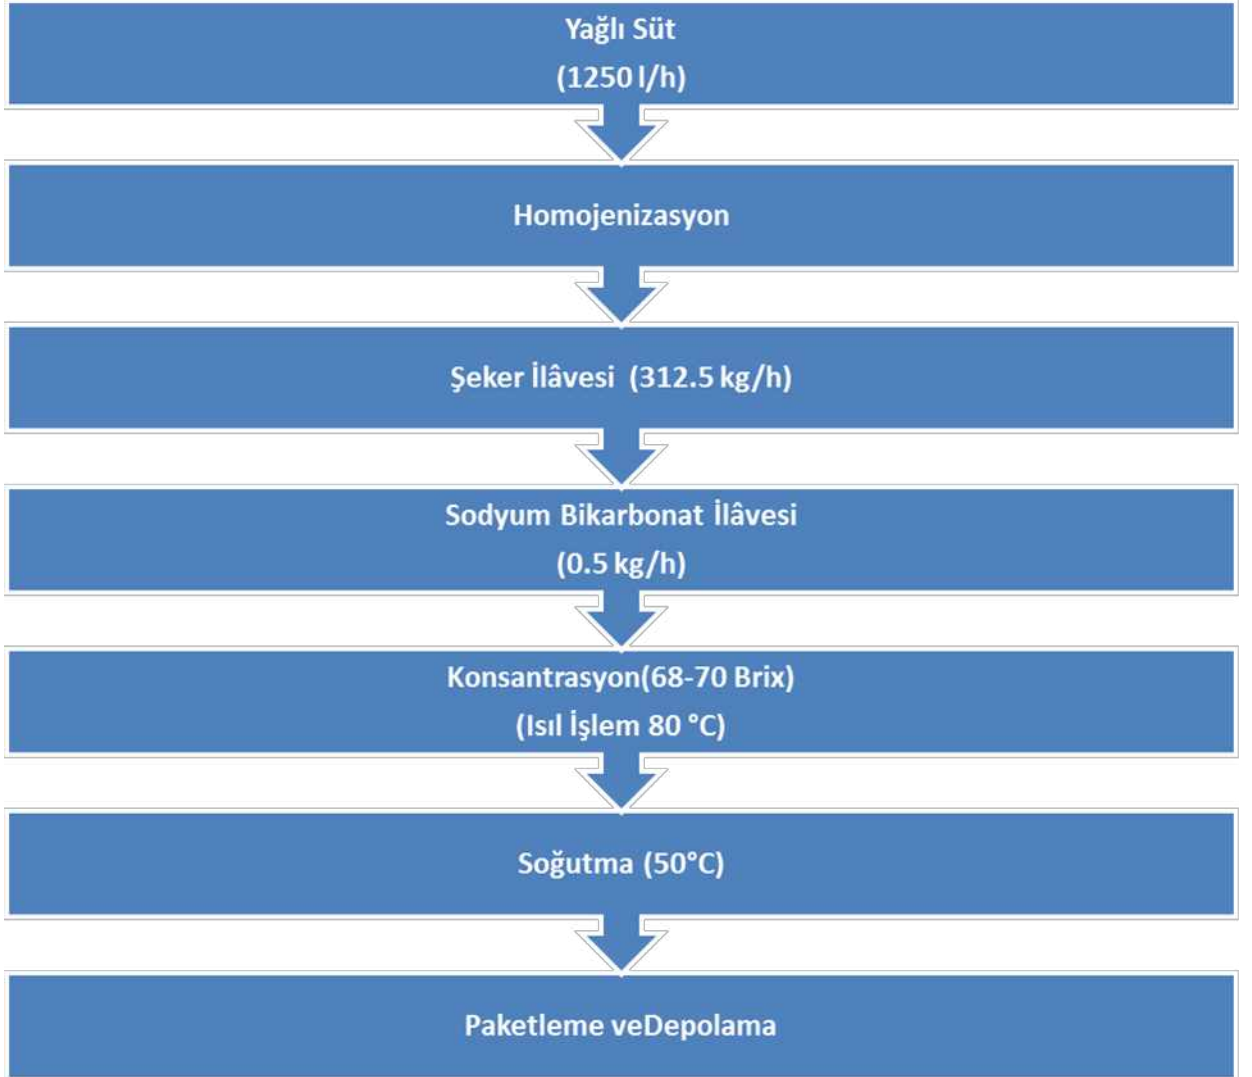 Yağlı Süt
(1250 l/h)
Homojenizasyon
Şeker İlâvesi (312.5 kg/h)
Sodyum Bikarbonat İlâvesi
(0.5 kg/h)
Konsantrasyon(68-70 Brix)
(Isıl İşlem 80 °C)
Soğutma (50°C)
Paketleme veDepolama